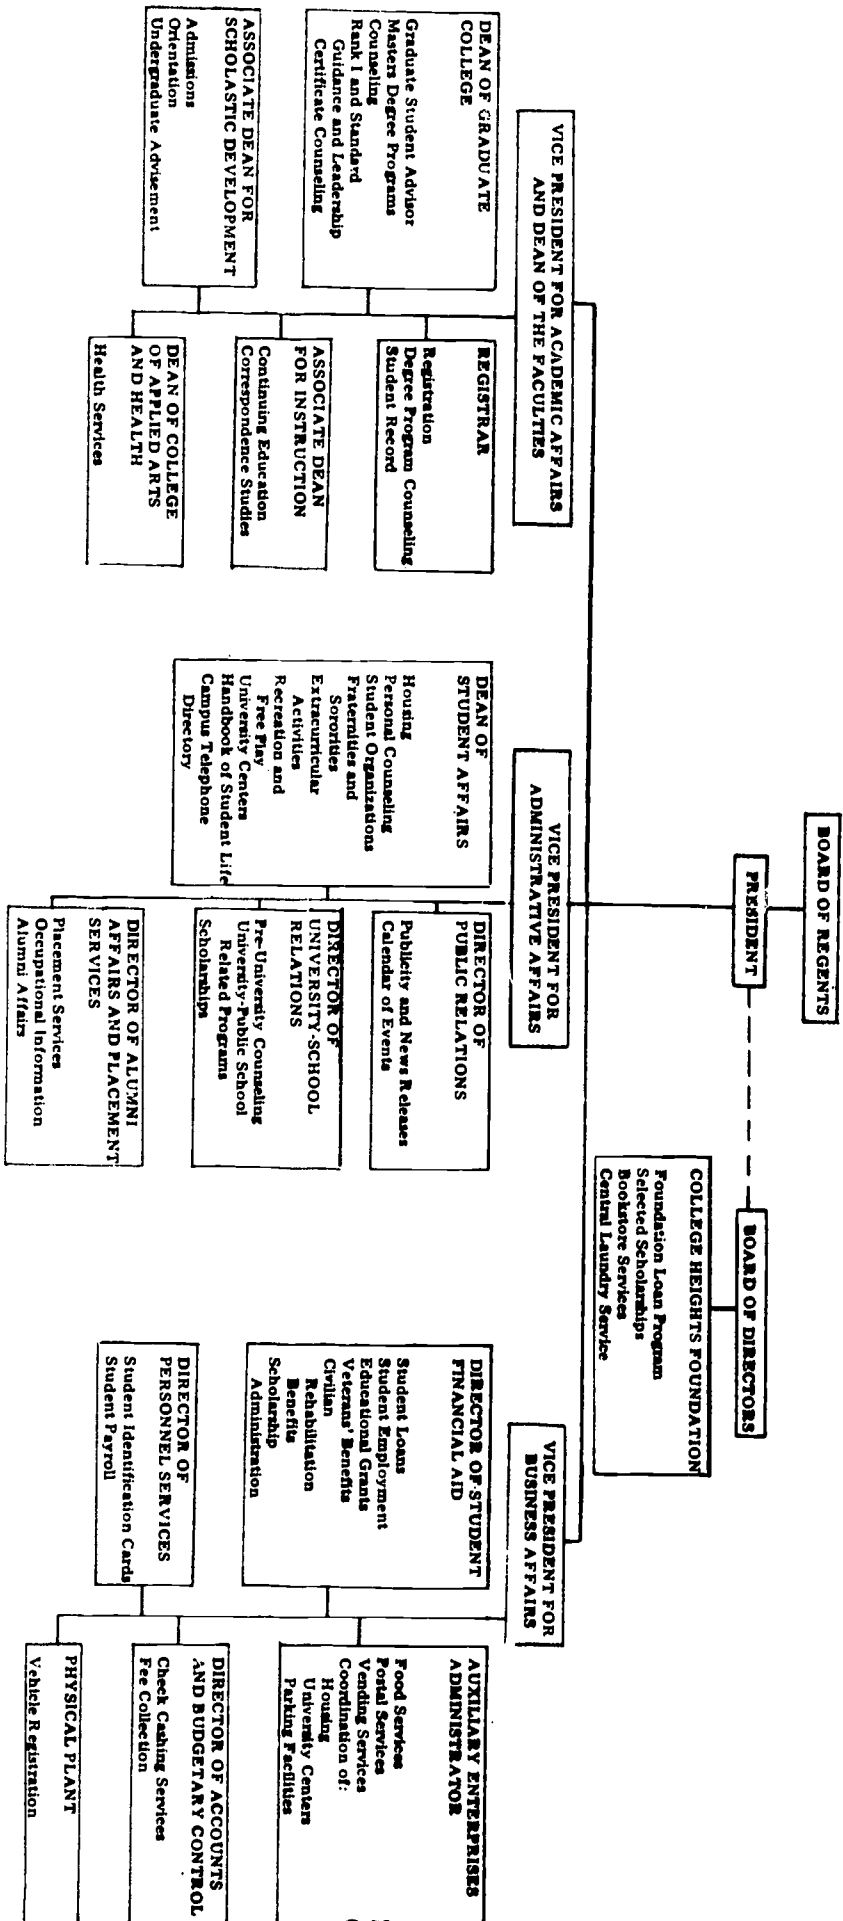 BOARD OF REGENTS
PRESIDENT
BOARD OF DIRECTORS
COLLEGE HEIGHTS FOUNDATION
Foundation Loan Program
Selected Scholarships
Bookstore Services
Central Laundry Service
VICE PRESIDENT FOR ACADEMIC AFFAIRS
AND DEAN OF THE FACULTIES
DEAN OF GRADUATE
COLLEGE
Graduate Student Advisor
Masters Degree Programs
Counseling
Rank I and Standard
Guidance and Leadership
Certificate Counseling
REGISTRAR
Registration
Degree Program Counseling
Student Record
ASSOCIATE DEAN FOR
SCHOLASTIC DEVELOPMENT
Admissions
Orientation
Undergraduate Advisement
ASSOCIATE DEAN
FOR INSTRUCTION
Continuing Education
Correspondence Studies
DEAN OF COLLEGE
OF APPLIED ARTS
AND HEALTH
Health Services
VICE PRESIDENT FOR
ADMINISTRATIVE AFFAIRS
DEAN OF
STUDENT AFFAIRS
Housing
Personal Counseling
Student Organizations
Fraternities and
Sororities
Extracurricular
Activities
Recreation and
Free Play
University Centers
Handbook of Student Life
Campus Telephone
Directory
DIRECTOR OF
PUBLIC RELATIONS
Publicity and News Releases
Calendar of Events
DIRECTOR OF
UNIVERSITY-SCHOOL
RELATIONS
Pre-University Counseling
University-Public School
Related Programs
Scholarships
DIRECTOR OF ALUMNI
AFFAIRS AND PLACEMENT
SERVICES
Placement Services
Occupational Information
Alumni Affairs
VICE PRESIDENT FOR
BUSINESS AFFAIRS
DIRECTOR OF STUDENT
FINANCIAL AID
Student Loans
Student Employment
Educational Grants
Veterans' Benefits
Civilian
Rehabilitation
Benefits
Scholarship
Administration
AUXILIARY ENTERPRISES
ADMINISTRATOR
Food Services
Postal Services
Vending Services
Coordination of:
Housing
University Centers
Parking Facilities
DIRECTOR OF
PERSONNEL SERVICES
Student Identification Cards
Student Payroll
DIRECTOR OF ACCOUNTS
AND BUDGETARY CONTROL
Check Cashing Services
Fee Collection
PHYSICAL PLANT
Vehicle Registration